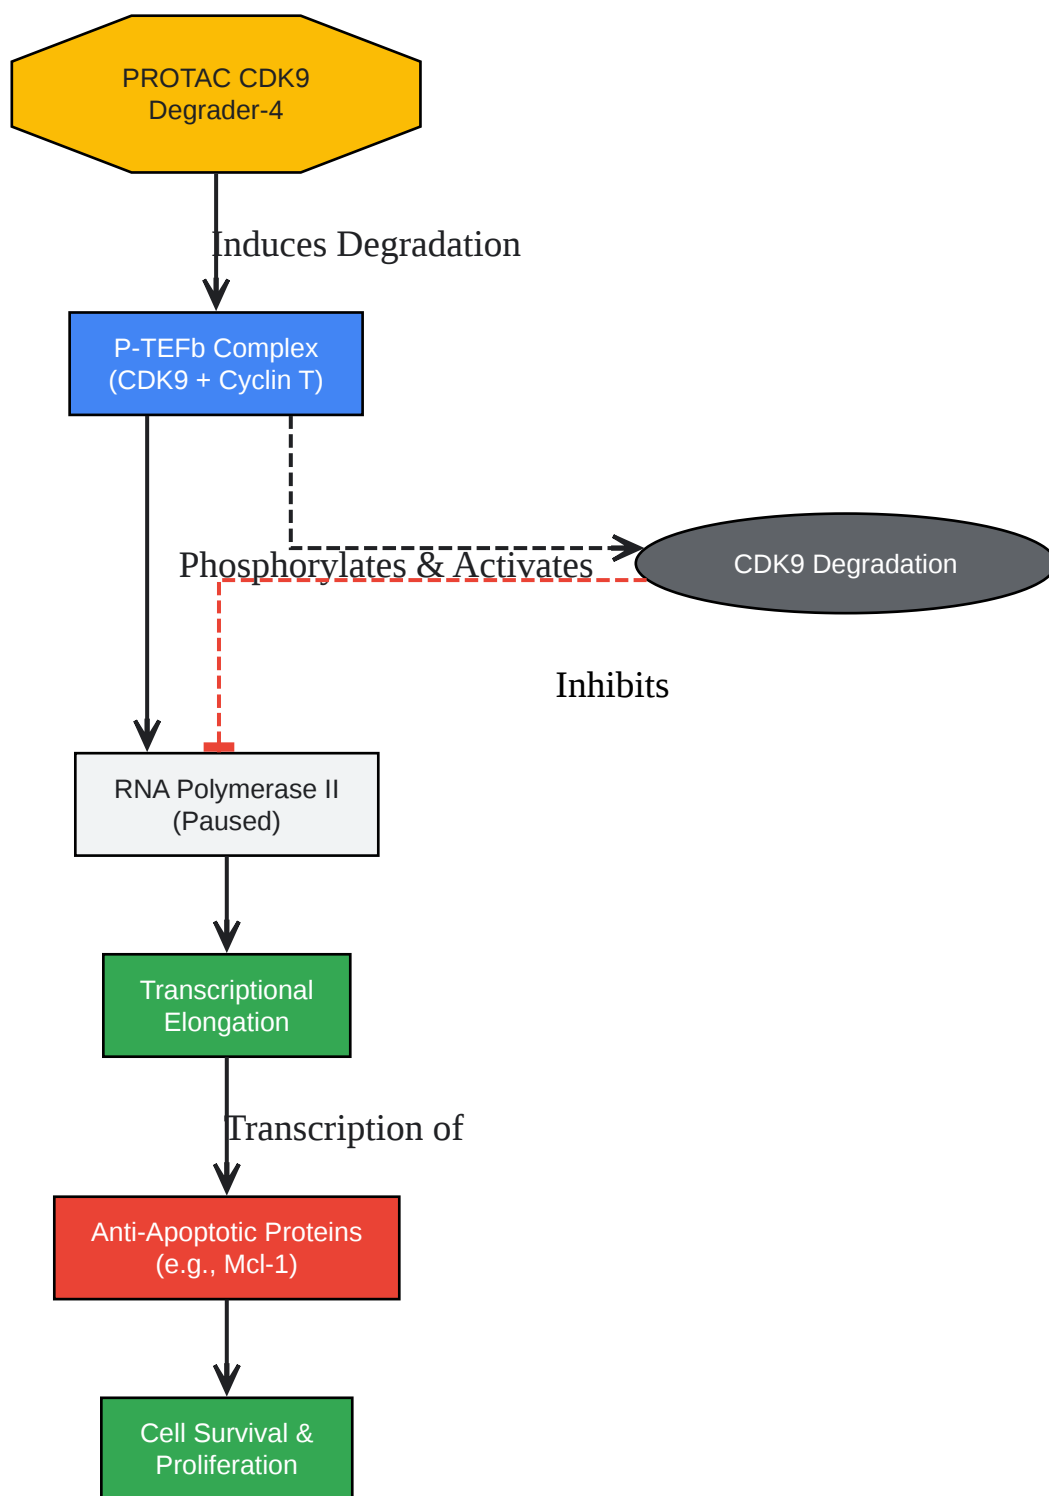 PROTAC CDK9
Degrader-4
Induces Degradation
P-TEFb Complex
(CDK9 + Cyclin T)
Phosphorylates & Activates
CDK9 Degradation
Inhibits
RNA Polymerase II
(Paused)
Transcriptional
Elongation
Transcription of
Anti-Apoptotic Proteins
(e.g., Mcl-1)
Cell Survival &
Proliferation